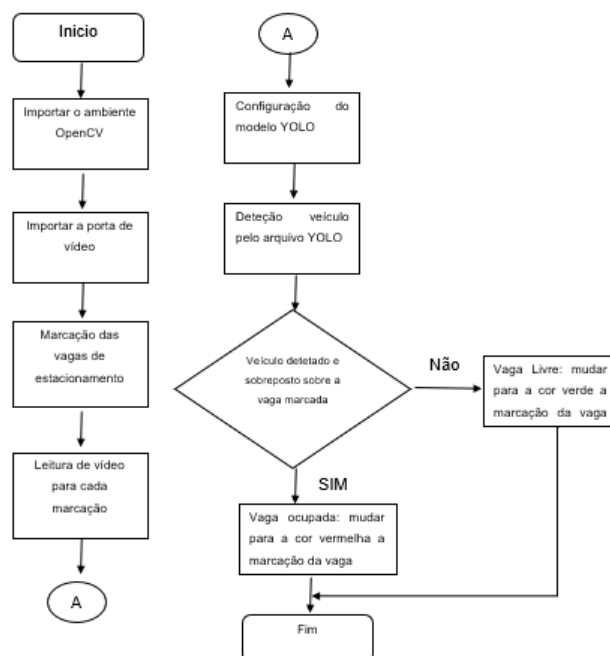 Inicio
Importar o ambiente
OpenCV
Importar a porta de
vídeo
Marcação das
vagas de
estacionamento
Leitura de vídeo
para cada
marcação
A
A
Configuração do
modelo YOLO
Deteção veículo
pelo arquivo YOLO
Veículo detetado e
sobreposto sobre a
vaga marcada
Não
Vaga Livre: mudar
para a cor verde a
marcação da vaga
SIM
Vaga ocupada: mudar
para a cor vermelha a
marcação da vaga
Fim